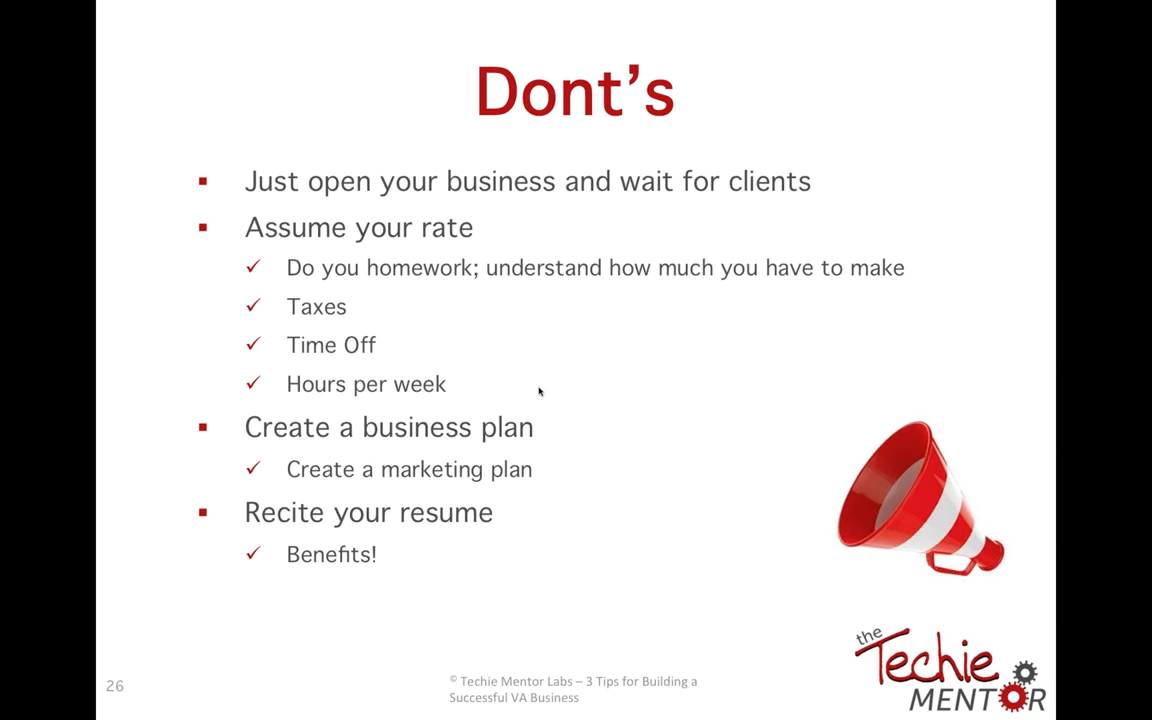 Dont's
Just open your business and wait for clients
Assume your rate
Do you homework; understand how much you have to make
Taxes
Time Off
Hours per week
Create a business plan
Create a marketing plan
Recite your resume
Benefits!
the
Techie
MENTOR
26
© Techie Mentor Labs – 3 Tips for Building a
Successful VA Business